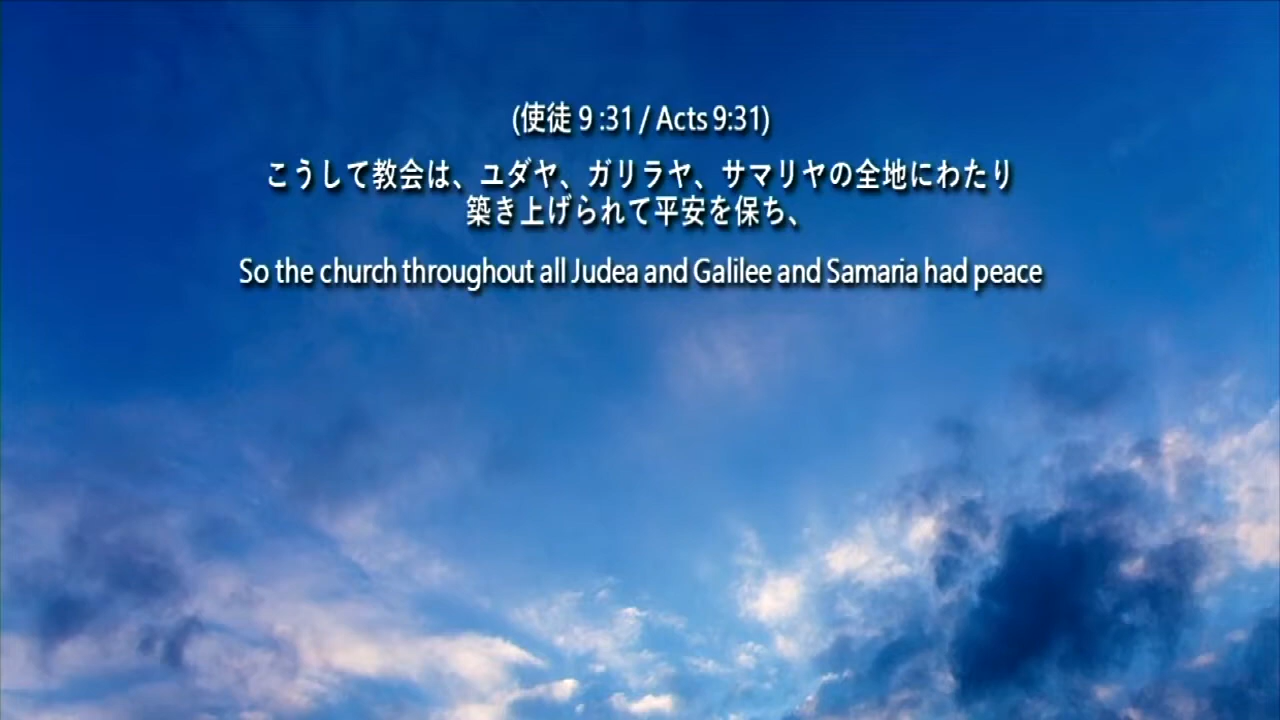 (使徒 9 :31 / Acts 9:31)
こうして教会は、ユダヤ、ガリラヤ、サマリヤの全地にわたり
築き上げられて平安を保ち、
So the church throughout all Judea and Galilee and Samaria had peace